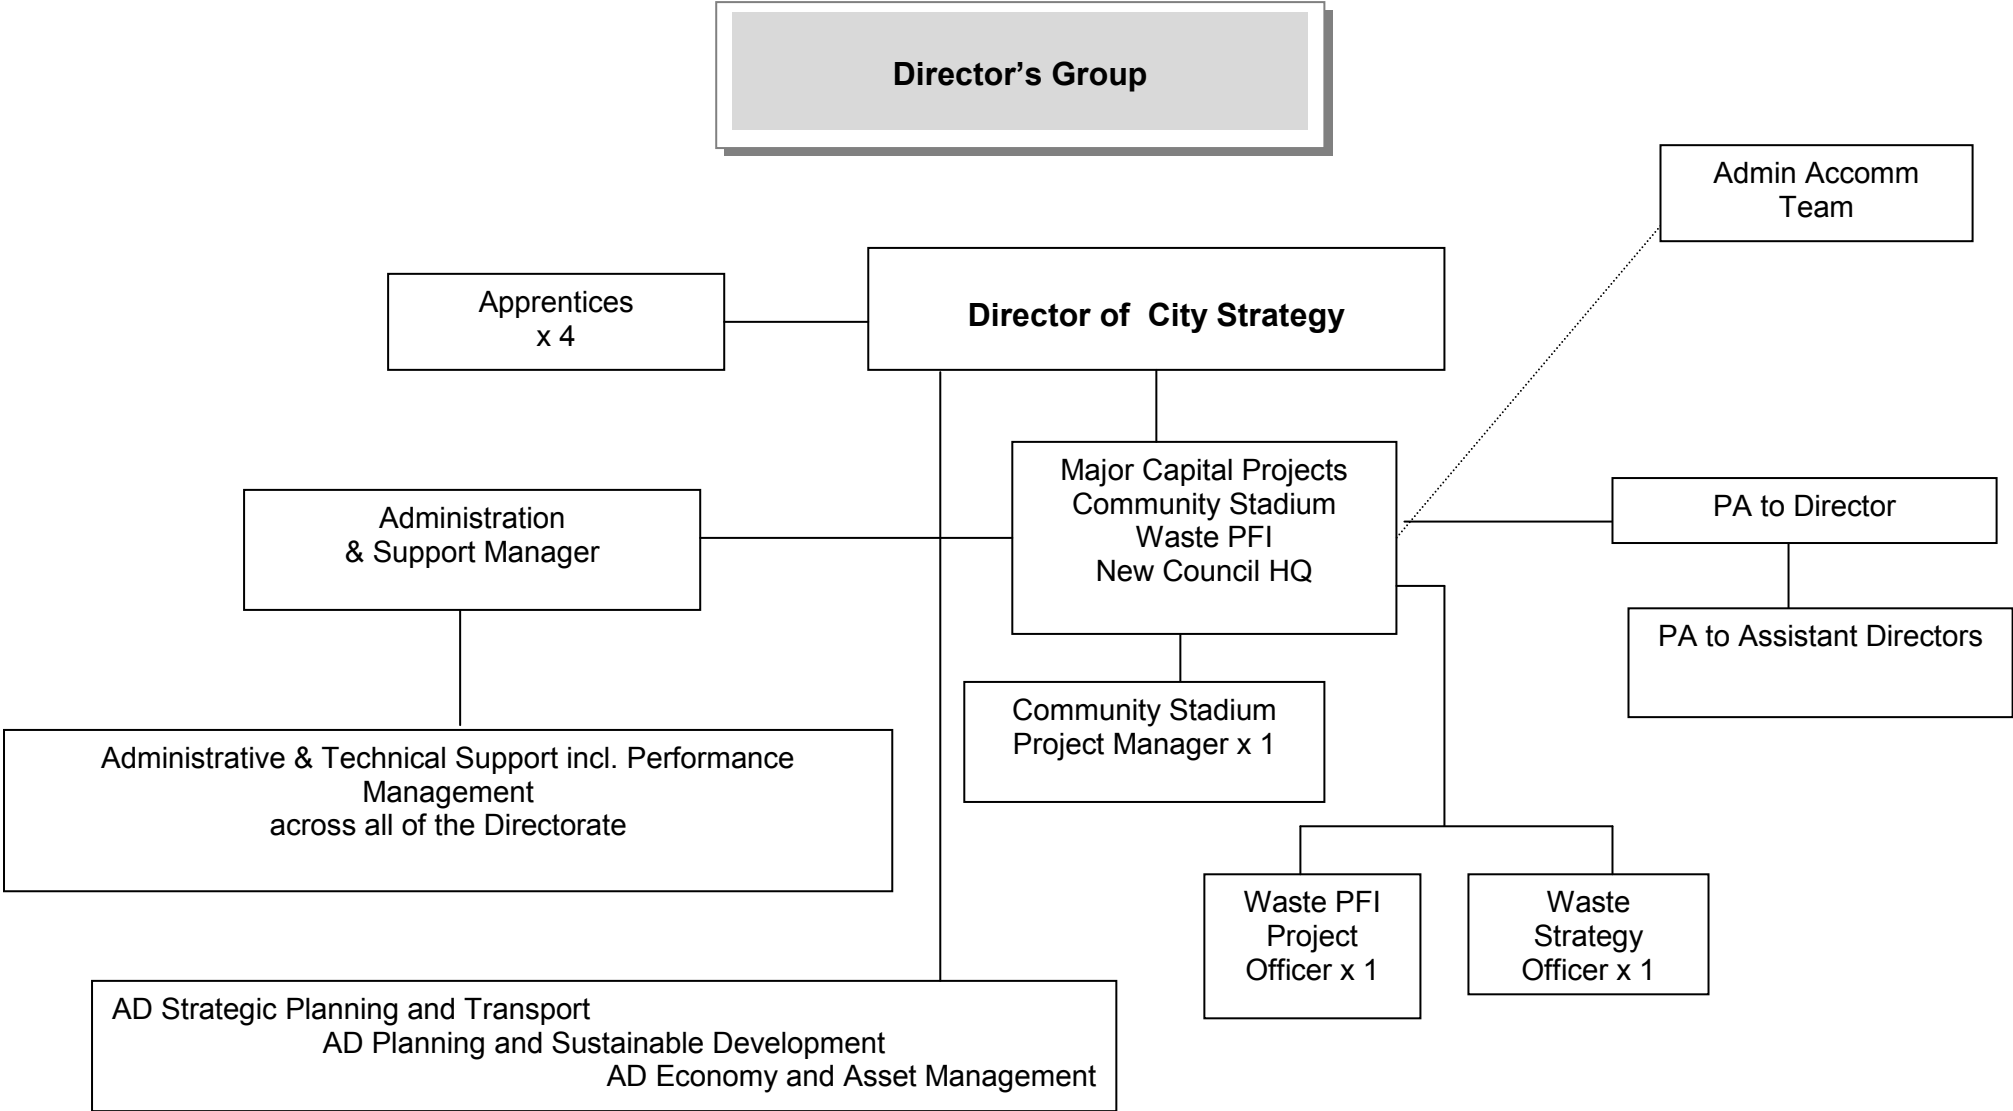 Director’s Group
Admin Accomm
Team
Apprentices
x 4
Director of  City Strategy
Major Capital Projects
Community Stadium
Waste PFI
New Council HQ
Administration
& Support Manager
PA to Director
PA to Assistant Directors
Community Stadium
Project Manager x 1
Administrative & Technical Support incl. Performance
Management
across all of the Directorate
Waste PFI
Project
Officer x 1
Waste
Strategy
Officer x 1
AD Strategic Planning and Transport
AD Planning and Sustainable Development
AD Economy and Asset Management